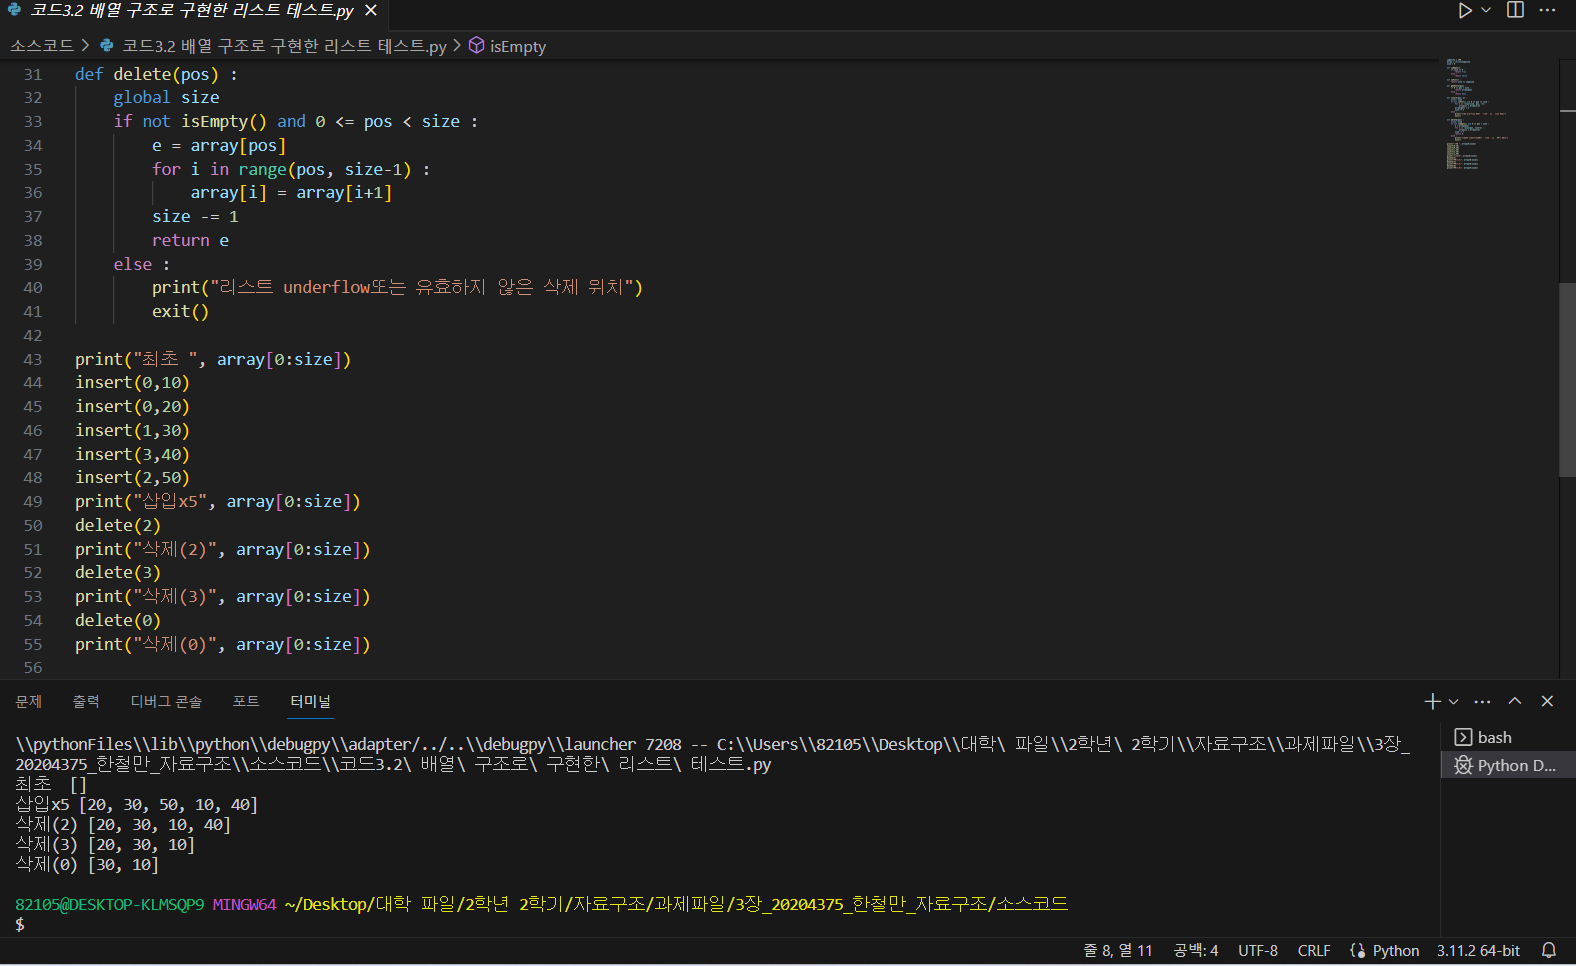 코드3.2 배열 구조로 구현한 리스트 테스트.py
소스코드 > 코드3.2 배열 구조로 구현한 리스트 테스트.py > isEmpty
31 def delete(pos) :
32 global size
33 if not isEmpty() and 0 <= pos < size :
34 e = array[pos]
35 for i in range(pos, size-1) :
36 array[i] = array[i+1]
37 size -= 1
38 return e
39 else :
40 print("리스트 underflow또는 유효하지 않은 삭제 위치")
41 exit()
42
43 print("최초 ", array[0:size])
44 insert(0,10)
45 insert(0,20)
46 insert(1,30)
47 insert(3,40)
48 insert(2,50)
49 print("삽입x5", array[0:size])
50 delete(2)
51 print("삭제(2)", array[0:size])
52 delete(3)
53 print("삭제(3)", array[0:size])
54 delete(0)
55 print("삭제(0)", array[0:size])
56
문제 출력 디버그 콘솔 포트 터미널
\\pythonFiles\\lib\\python\\debugpy\\adapter/../..\\debugpy\\launcher 7208 -- C:\\Users\\82105\\Desktop\\대학\ 파일\\2학년\ 2학기\\자료구조\\과제파일\\3장_
20204375_한철만_자료구조\\소스코드\\코드3.2\ 배열\ 구조로\ 구현한\ 리스트\ 테스트.py
최초  []
삽입x5 [20, 30, 50, 10, 40]
삭제(2) [20, 30, 10, 40]
삭제(3) [20, 30, 10]
삭제(0) [30, 10]
82105@DESKTOP-KLMSQP9 MINGW64 ~/Desktop/대학 파일/2학년 2학기/자료구조/과제파일/3장_20204375_한철만_자료구조/소스코드
$
bash
Python D...
줄 8, 열 11 공백: 4 UTF-8 CRLF Python 3.11.2 64-bit